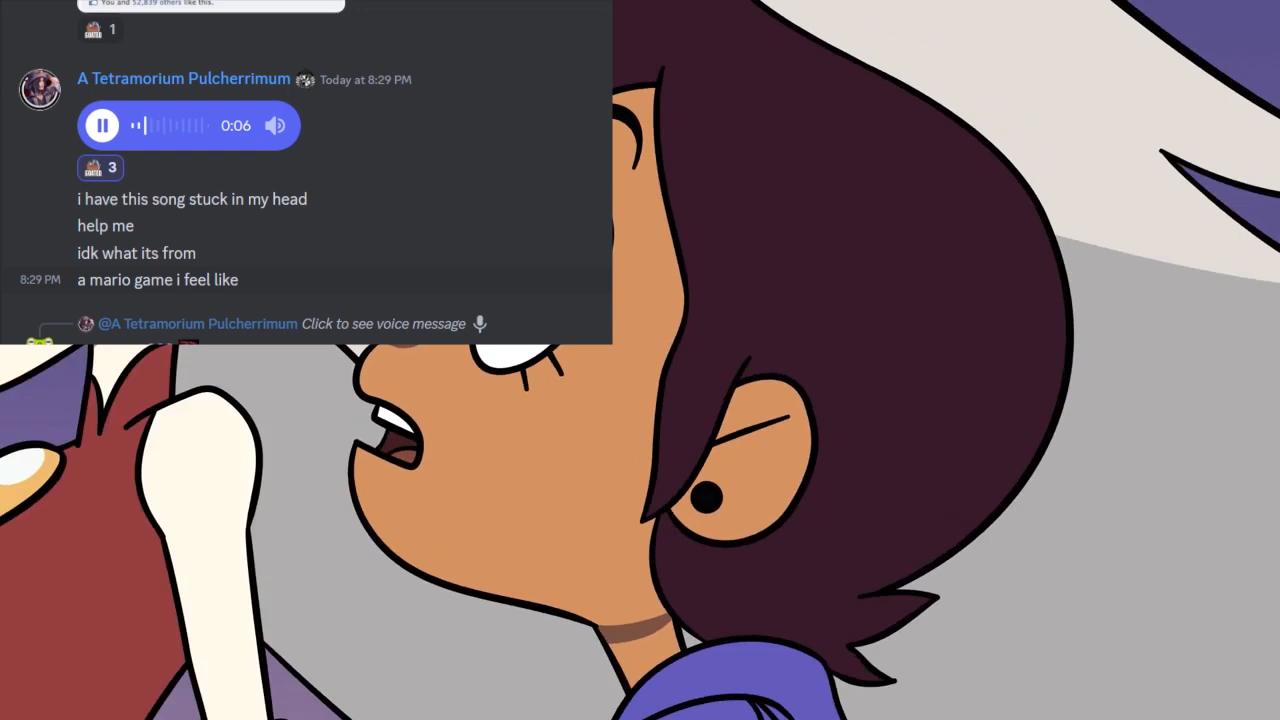 You and 52,839 others like this.
GOATED 1
A Tetramorium Pulcherrimum Today at 8:29 PM
0:06
GOATED 3
i have this song stuck in my head
help me
idk what its from
8:29 PM a mario game i feel like
@A Tetramorium Pulcherrimum Click to see voice message